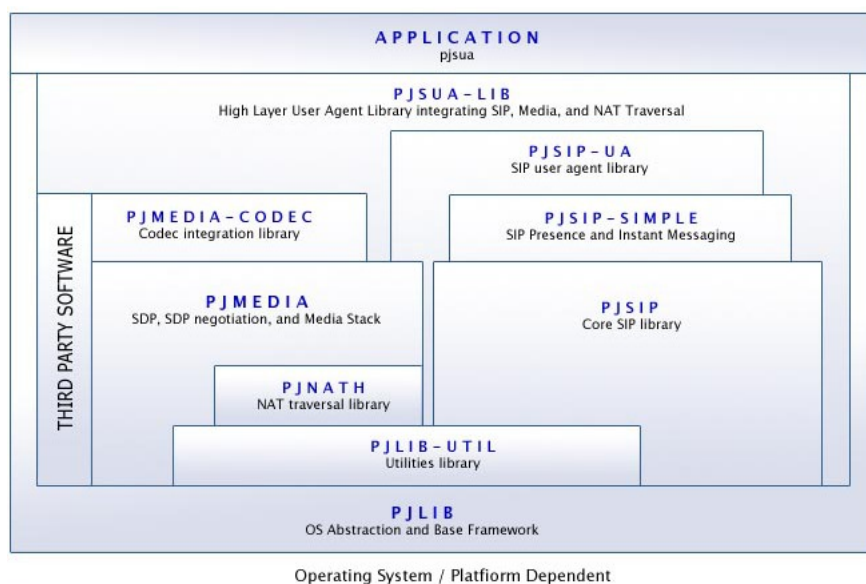 APPLICATION
pjsua
PJSUA-LIB
High Layer User Agent Library integrating SIP, Media, and NAT Traversal
PJSIP-UA
SIP user agent library
PJMEDIA-CODEC
Codec integration library
PJSIP-SIMPLE
SIP Presence and Instant Messaging
THIRD PARTY SOFTWARE
PJMEDIA
SDP, SDP negotiation, and Media Stack
PJSIP
Core SIP library
PJNATH
NAT traversal library
PJLIB-UTIL
Utilities library
PJLIB
OS Abstraction and Base Framework
Operating System / Platfiorm Dependent